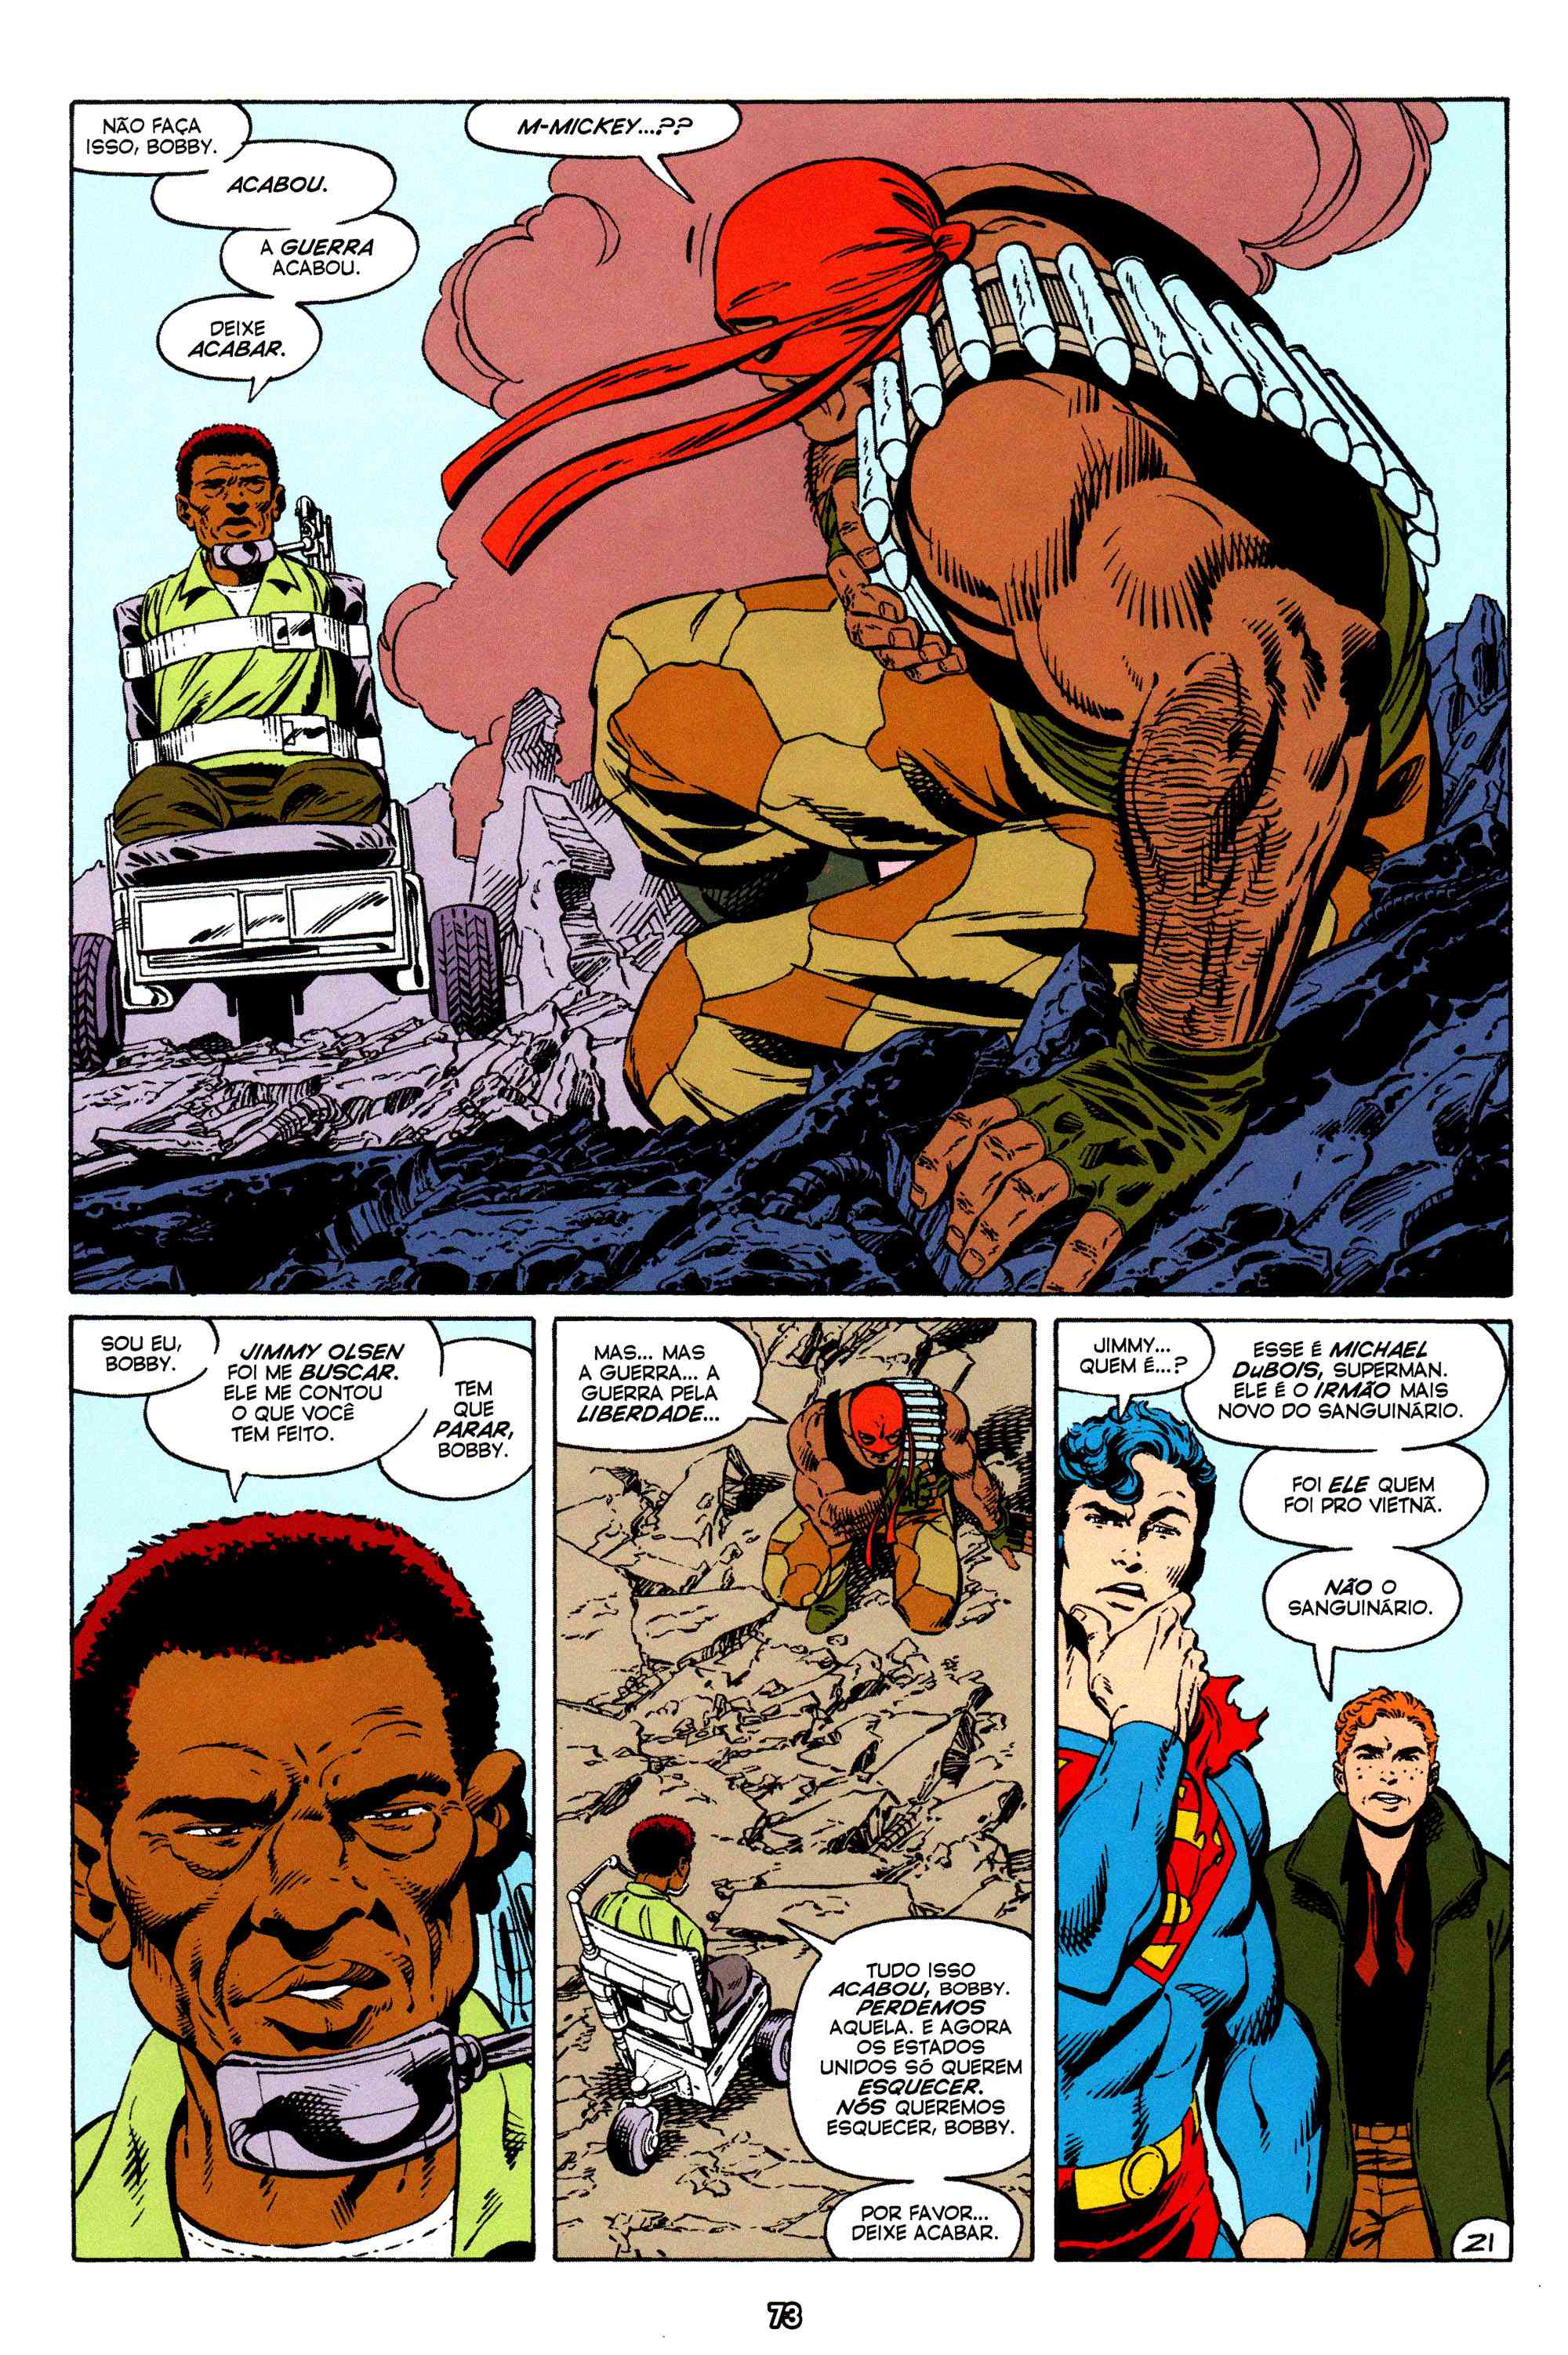 NÃO FAÇA
ISSO, BOBBY.
ACABOU.
A GUERRA
ACABOU.
DEIXE
ACABAR.
M-MICKEY...??
SOU EU,
BOBBY.
JIMMY OLSEN
FOI ME BUSCAR.
ELE ME CONTOU
O QUE VOCÊ
TEM FEITO.
TEM
QUE
PARAR,
BOBBY.
MAS... MAS
A GUERRA... A
GUERRA PELA
LIBERDADE...
TUDO ISSO
ACABOU, BOBBY.
PERDEMOS
AQUELA. E AGORA
OS ESTADOS
UNIDOS SÓ QUEREM
ESQUECER.
NÓS QUEREMOS
ESQUECER, BOBBY.
POR FAVOR...
DEIXE ACABAR.
JIMMY...
QUEM É...?
ESSE É MICHAEL
DuBOIS, SUPERMAN.
ELE É O IRMÃO MAIS
NOVO DO SANGUINÁRIO.
FOI ELE QUEM
FOI PRO VIETNÃ.
NÃO O
SANGUINÁRIO.
21
73